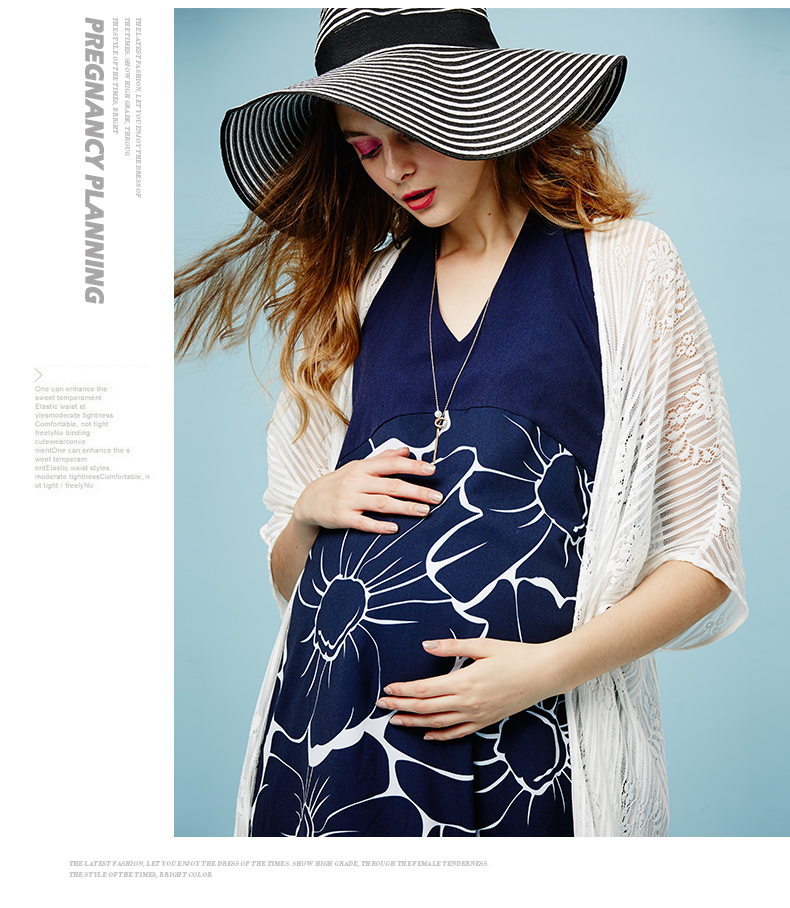 THE LATEST FASHION, LET YOU ENJOY THE DRESS OF
THE TIMES. SHOW HIGH GRADE, THROUG
THE STYLE OF THE TIMES, BRIGHT
PREGNANCY PLANNING
One can enhance the
sweet temperament
Elastic waist st
ylesmoderate tightness
Comfortable, not tight
freelyNo binding
cutewearconve
nientOne can enhance the s
weet temperam
entElastic waist styles
moderate tightnessComfortable, n
ot tight / freelyNo
THE LATEST FASHION, LET YOU ENJOY THE DRESS OF THE TIMES. SHOW HIGH GRADE, THROUGH THE FEMALE TENDERNESS.
THE STYLE OF THE TIMES, BRIGHT COLOR